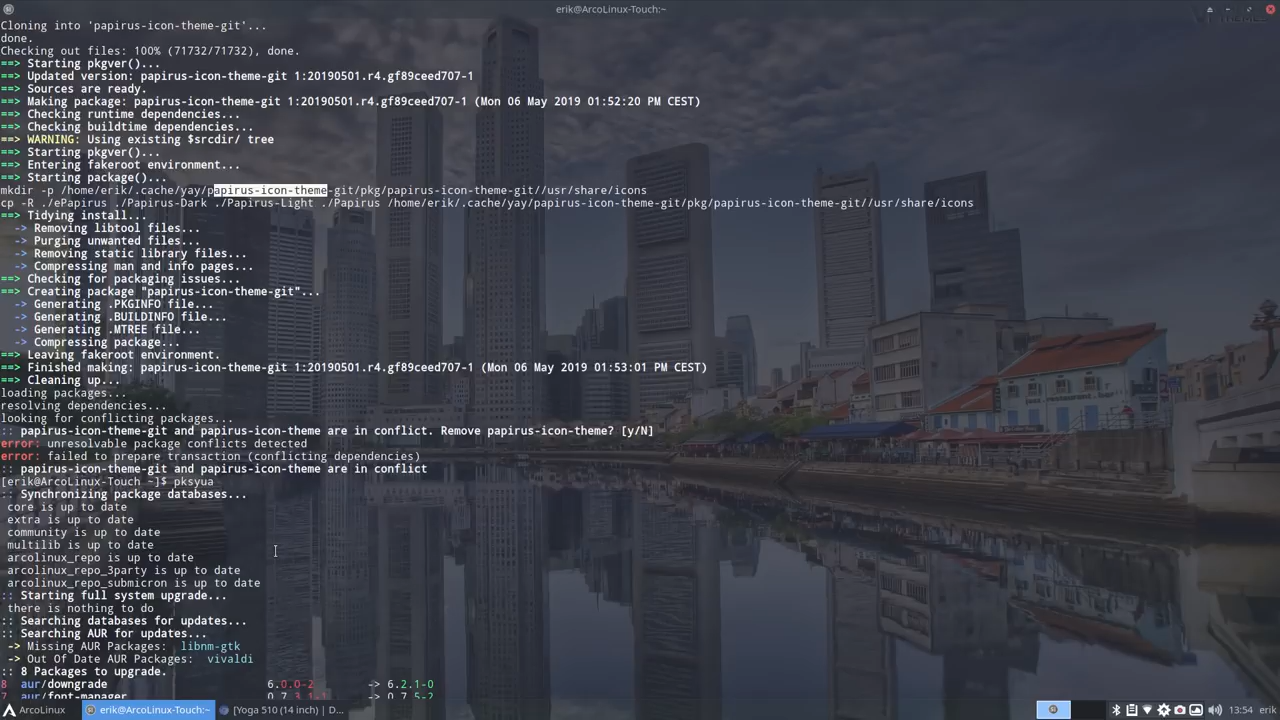 erik@ArcoLinux-Touch:~
Cloning into 'papirus-icon-theme-git'...
done.
Checking out files: 100% (71732/71732), done.
==> Starting pkgver()...
==> Updated version: papirus-icon-theme-git 1:20190501.r4.gf89ceed707-1
==> Sources are ready.
==> Making package: papirus-icon-theme-git 1:20190501.r4.gf89ceed707-1 (Mon 06 May 2019 01:52:20 PM CEST)
==> Checking runtime dependencies...
==> Checking buildtime dependencies...
==> WARNING: Using existing $srcdir/ tree
==> Starting pkgver()...
==> Entering fakeroot environment...
==> Starting package()...
mkdir -p /home/erik/.cache/yay/papirus-icon-theme-git/pkg/papirus-icon-theme-git//usr/share/icons
cp -R ./ePapirus ./Papirus-Dark ./Papirus-Light ./Papirus /home/erik/.cache/yay/papirus-icon-theme-git/pkg/papirus-icon-theme-git//usr/share/icons
==> Tidying install...
-> Removing libtool files...
-> Purging unwanted files...
-> Removing static library files...
-> Compressing man and info pages...
==> Checking for packaging issues...
==> Creating package "papirus-icon-theme-git"...
-> Generating .PKGINFO file...
-> Generating .BUILDINFO file...
-> Generating .MTREE file...
-> Compressing package...
==> Leaving fakeroot environment.
==> Finished making: papirus-icon-theme-git 1:20190501.r4.gf89ceed707-1 (Mon 06 May 2019 01:53:01 PM CEST)
==> Cleaning up...
loading packages...
resolving dependencies...
looking for conflicting packages...
:: papirus-icon-theme-git and papirus-icon-theme are in conflict. Remove papirus-icon-theme? [y/N]
error: unresolvable package conflicts detected
error: failed to prepare transaction (conflicting dependencies)
:: papirus-icon-theme-git and papirus-icon-theme are in conflict
[erik@ArcoLinux-Touch ~]$ pksyua
:: Synchronizing package databases...
core is up to date
extra is up to date
community is up to date
multilib is up to date
arcolinux_repo is up to date
arcolinux_repo_3party is up to date
arcolinux_repo_submicron is up to date
:: Starting full system upgrade...
there is nothing to do
:: Searching databases for updates...
:: Searching AUR for updates...
-> Missing AUR Packages: libnm-gtk
-> Out Of Date AUR Packages: vivaldi
:: 8 Packages to upgrade.
8 aur/downgrade 6.0.0-2 -> 6.2.1-0
7 aur/font-manager 0.7.3.1-1 -> 0.7.5-2
ArcoLinux erik@ArcoLinux-Touch:~ [Yoga 510 (14 inch) | D... 13:54 erik